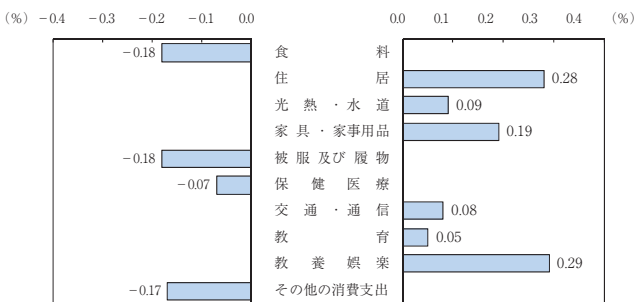 (%) －0.4 －0.3 －0.2 －0.1 0.0 0.0 0.1 0.2 0.3 0.4 (%)
－0.18 食料
住居 0.28
光熱・水道 0.09
家具・家事用品 0.19
－0.18 被服及び履物
－0.07 保健医療
交通・通信 0.08
教育 0.05
教養娯楽 0.29
－0.17 その他の消費支出